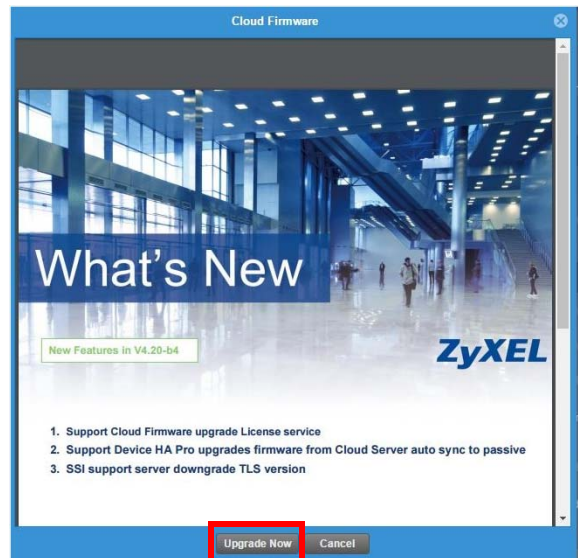 Cloud Firmware
What's New
New Features in V4.20-b4
ZyXEL
1. Support Cloud Firmware upgrade License service
2. Support Device HA Pro upgrades firmware from Cloud Server auto sync to passive
3. SSI support server downgrade TLS version
Upgrade Now Cancel